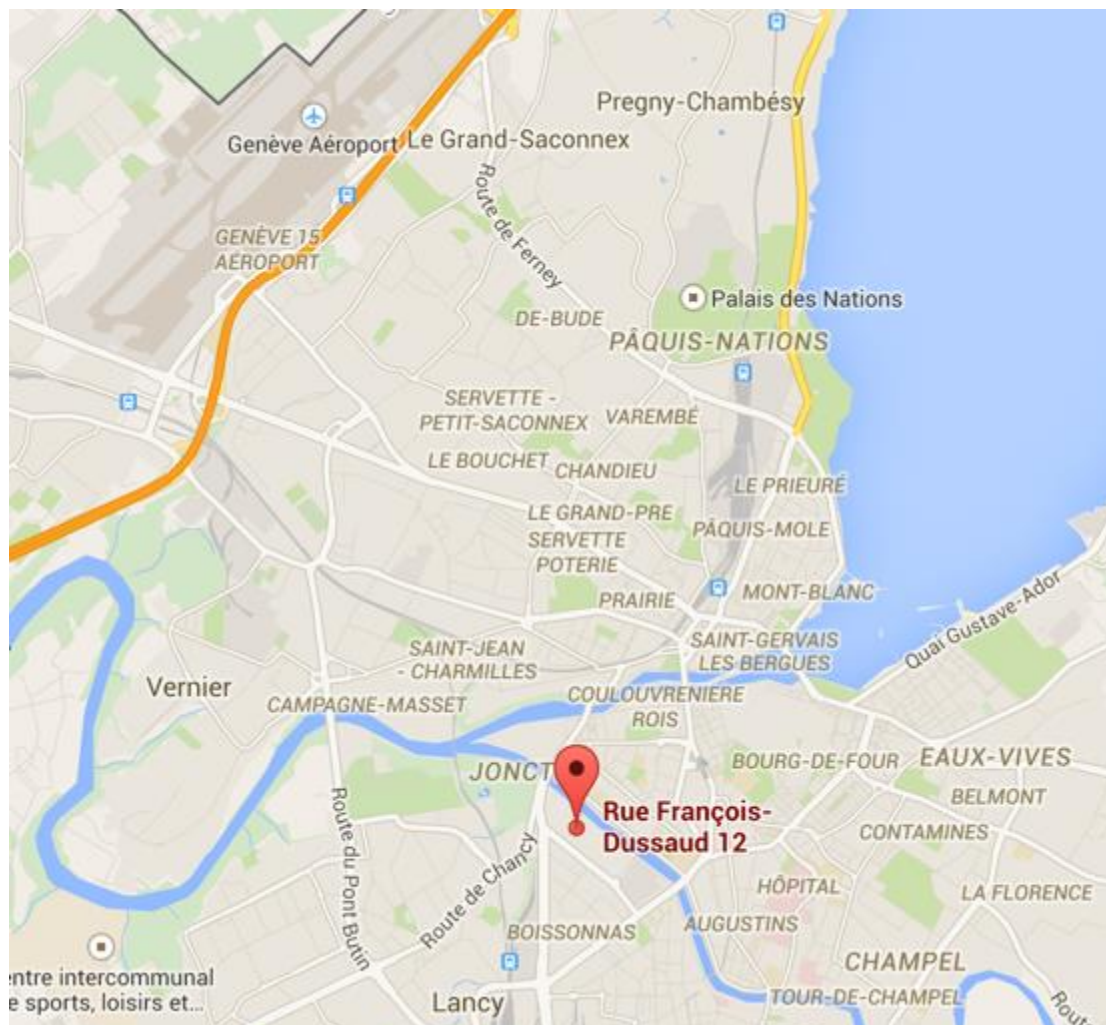 Pregny-Chambésy
Genève Aéroport
Le Grand-Saconnex
Route de Ferney
GENÈVE 15
AÉROPORT
Palais des Nations
DE-BUDE
PÂQUIS-NATIONS
SERVETTE -
PETIT-SACONNEX
VAREMBÉ
LE BOUCHET
CHANDIEU
LE PRIEURÉ
LE GRAND-PRE
PÂQUIS-MOLE
SERVETTE
POTERIE
MONT-BLANC
PRAIRIE
Quai Gustave-Ador
SAINT-JEAN
- CHARMILLES
SAINT-GERVAIS
LES BERGUES
Vernier
CAMPAGNE-MASSET
COULOUVRENIERE
ROIS
JONCT
BOURG-DE-FOUR
EAUX-VIVES
BELMONT
Rue François-
Dussaud 12
CONTAMINES
Route du Pont Butin
Route de Chancy
HÔPITAL
LA FLORENCE
BOISSONNAS
AUGUSTINS
CHAMPEL
entre intercommunal
e sports, loisirs et...
Lancy
TOUR-DE-CHAMPEL
Route